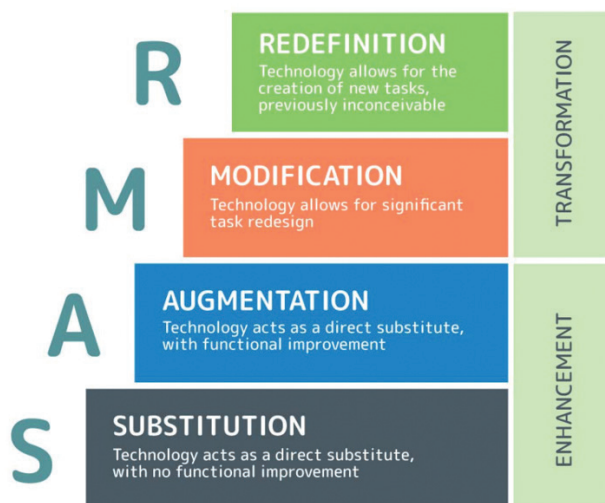 R
REDEFINITION
Technology allows for the
creation of new tasks,
previously inconceivable
M
MODIFICATION
Technology allows for significant
task redesign
TRANSFORMATION
A
AUGMENTATION
Technology acts as a direct substitute,
with functional improvement
S
SUBSTITUTION
Technology acts as a direct substitute,
with no functional improvement
ENHANCEMENT